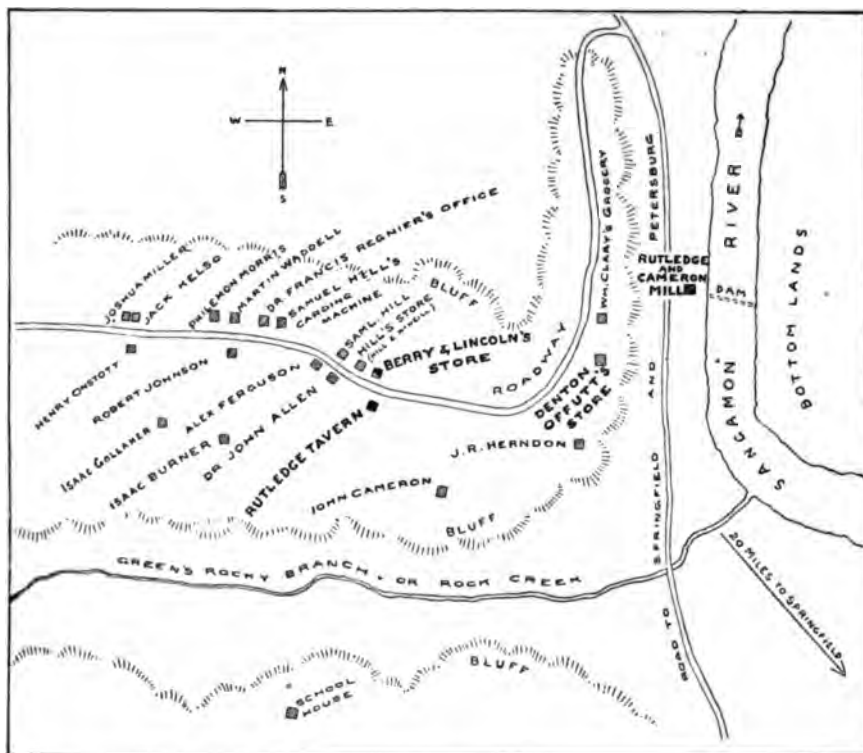 N
W E
S
JOSHUA MILLER
JACK KELSO
PHILEMON MORRIS
MARTIN WADDELL
DR FRANCIS REGNIER'S OFFICE
SAMUEL HILL'S
CARDING
MACHINE
SAML. HILL
HILL'S STORE
BERRY & LINCOLN'S
STORE
BLUFF
ROADWAY
WM. CLARY'S GROCERY
DENTON
OFFUTT'S
STORE
J. R. HERNDON
RUTLEDGE
AND
CAMERON
MILL
DAM
SANGAMON RIVER
BOTTOM LANDS
ROAD TO SPRINGFIELD AND PETERSBURG
HENRY ONSTOTT
ROBERT JOHNSON
ISAAC GOLLAHER
ALEX FERGUSON
ISAAC BURNER
DR JOHN ALLEN
RUTLEDGE TAVERN
JOHN CAMERON
BLUFF
GREEN'S ROCKY BRANCH, OR ROCK CREEK
20 MILES TO SPRINGFIELD
BLUFF
SCHOOL
HOUSE